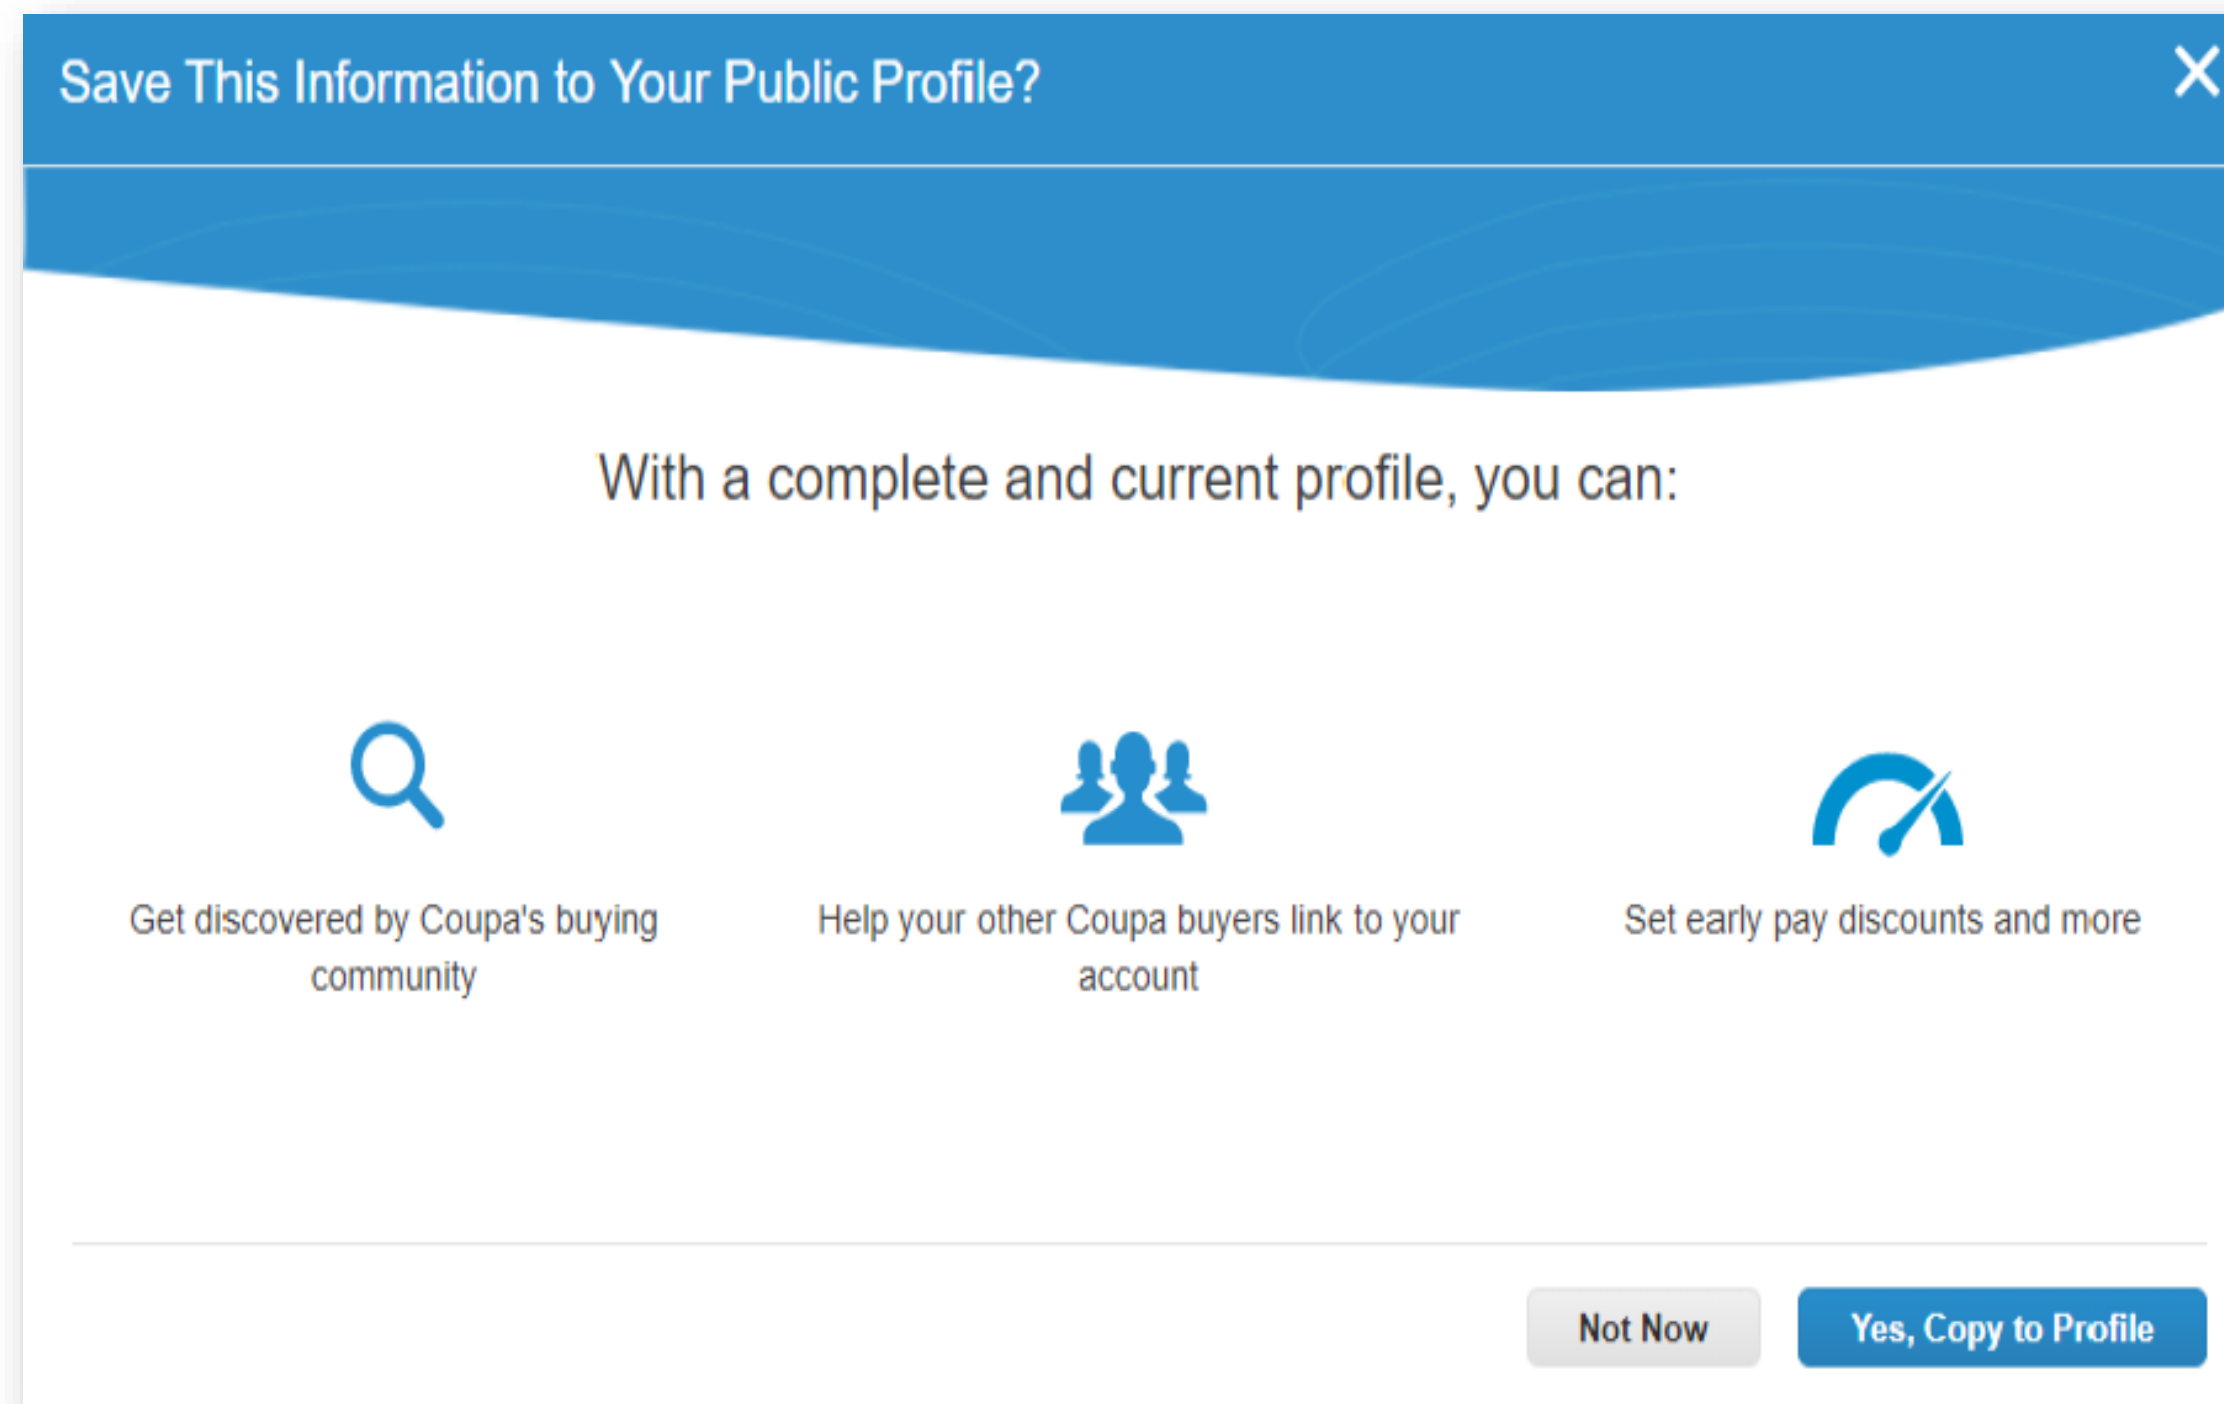 Save This Information to Your Public Profile?
With a complete and current profile, you can:
Get discovered by Coupa's buying
community
Help your other Coupa buyers link to your
account
Set early pay discounts and more
Not Now
Yes, Copy to Profile